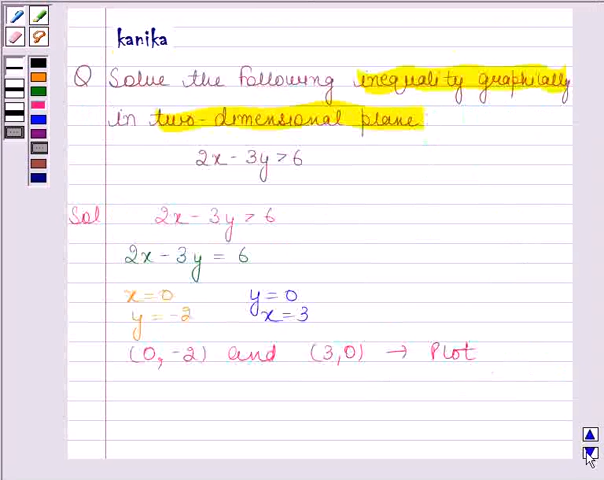 kanika
Q Solve the following inequality graphically
in two-dimensional plane
2x - 3y > 6
Sol 2x - 3y > 6
2x - 3y = 6
x = 0 y = 0
y = -2 x = 3
(0, -2) and (3, 0) → Plot